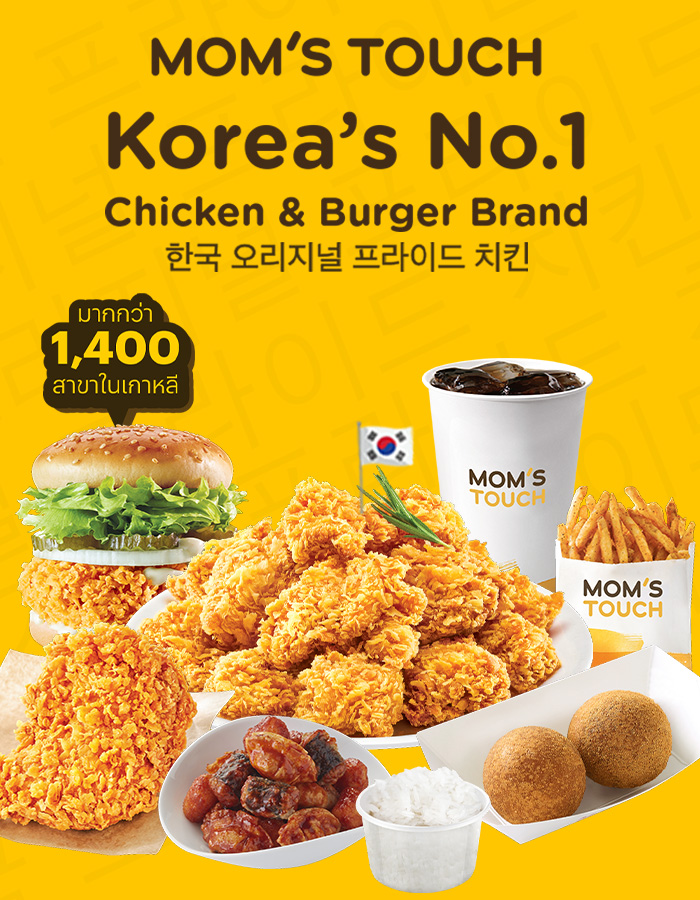 MOM'S TOUCH
Korea's No.1
Chicken & Burger Brand
한국 오리지널 프라이드 치킨
มากกว่า
1,400
สาขาในเกาหลี
MOM'S
TOUCH
MOM'S
TOUCH